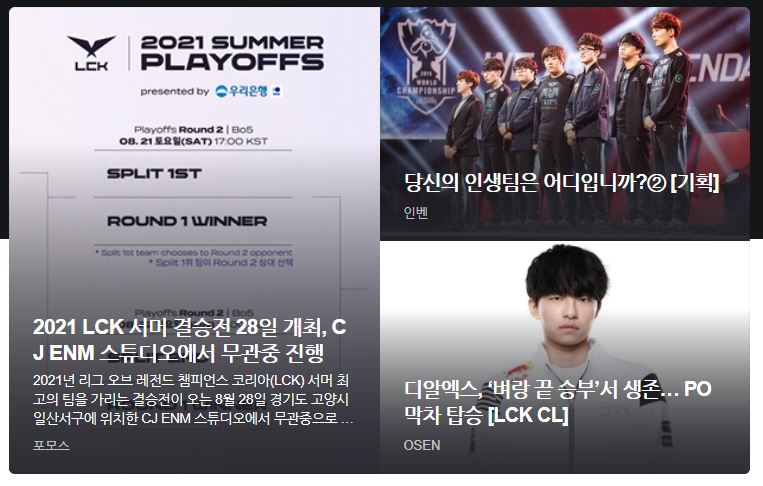 LCK
2021 SUMMER
PLAYOFFS
presented by 우리은행
Playoffs Round 2 | Bo5
08. 21 토요일(SAT) 17:00 KST
SPLIT 1ST
ROUND 1 WINNER
* Split 1st team chooses to Round 2 opponent
* Split 1위 팀이 Round 2 상대 선택
2021 LCK 서머 결승전 28일 개최, C
J ENM 스튜디오에서 무관중 진행
2021년 리그 오브 레전드 챔피언스 코리아(LCK) 서머 최
고의 팀을 가리는 결승전이 오는 8월 28일 경기도 고양시
일산서구에 위치한 CJ ENM 스튜디오에서 무관중으로 …
포모스
WORLD
CHAMPIONSHIP
당신의 인생팀은 어디입니까?② [기획]
인벤
디알엑스, ‘벼랑 끝 승부’서 생존… PO
막차 탑승 [LCK CL]
OSEN